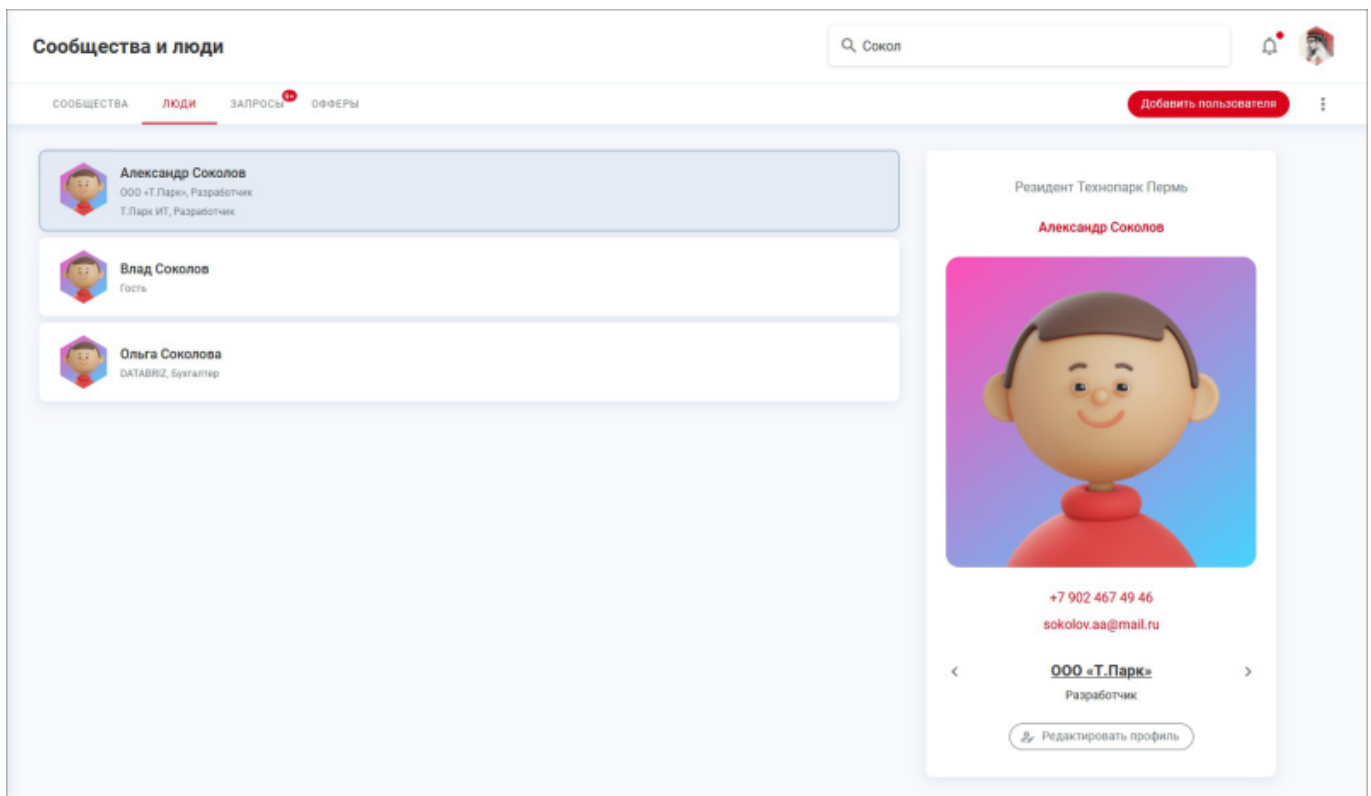 Сообщества и люди
Сокол
СООБЩЕСТВА
ЛЮДИ
ЗАПРОСЫ
9+
ОФФЕРЫ
Добавить пользователя
Александр Соколов
ООО «Т.Парк», Разработчик
Т.Парк ИТ, Разработчик
Влад Соколов
Гость
Ольга Соколова
DATABRIZ, Бухгалтер
Резидент Технопарк Пермь
Александр Соколов
+7 902 467 49 46
sokolov.aa@mail.ru
ООО «Т.Парк»
Разработчик
Редактировать профиль